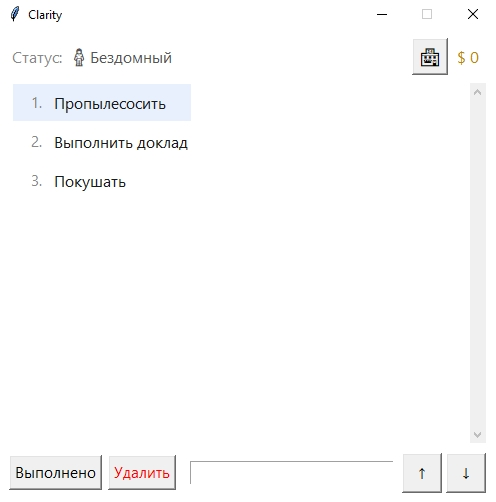 Clarity
Статус: Бездомный $ 0
1. Пропылесосить
2. Выполнить доклад
3. Покушать
Выполнено Удалить ↑ ↓